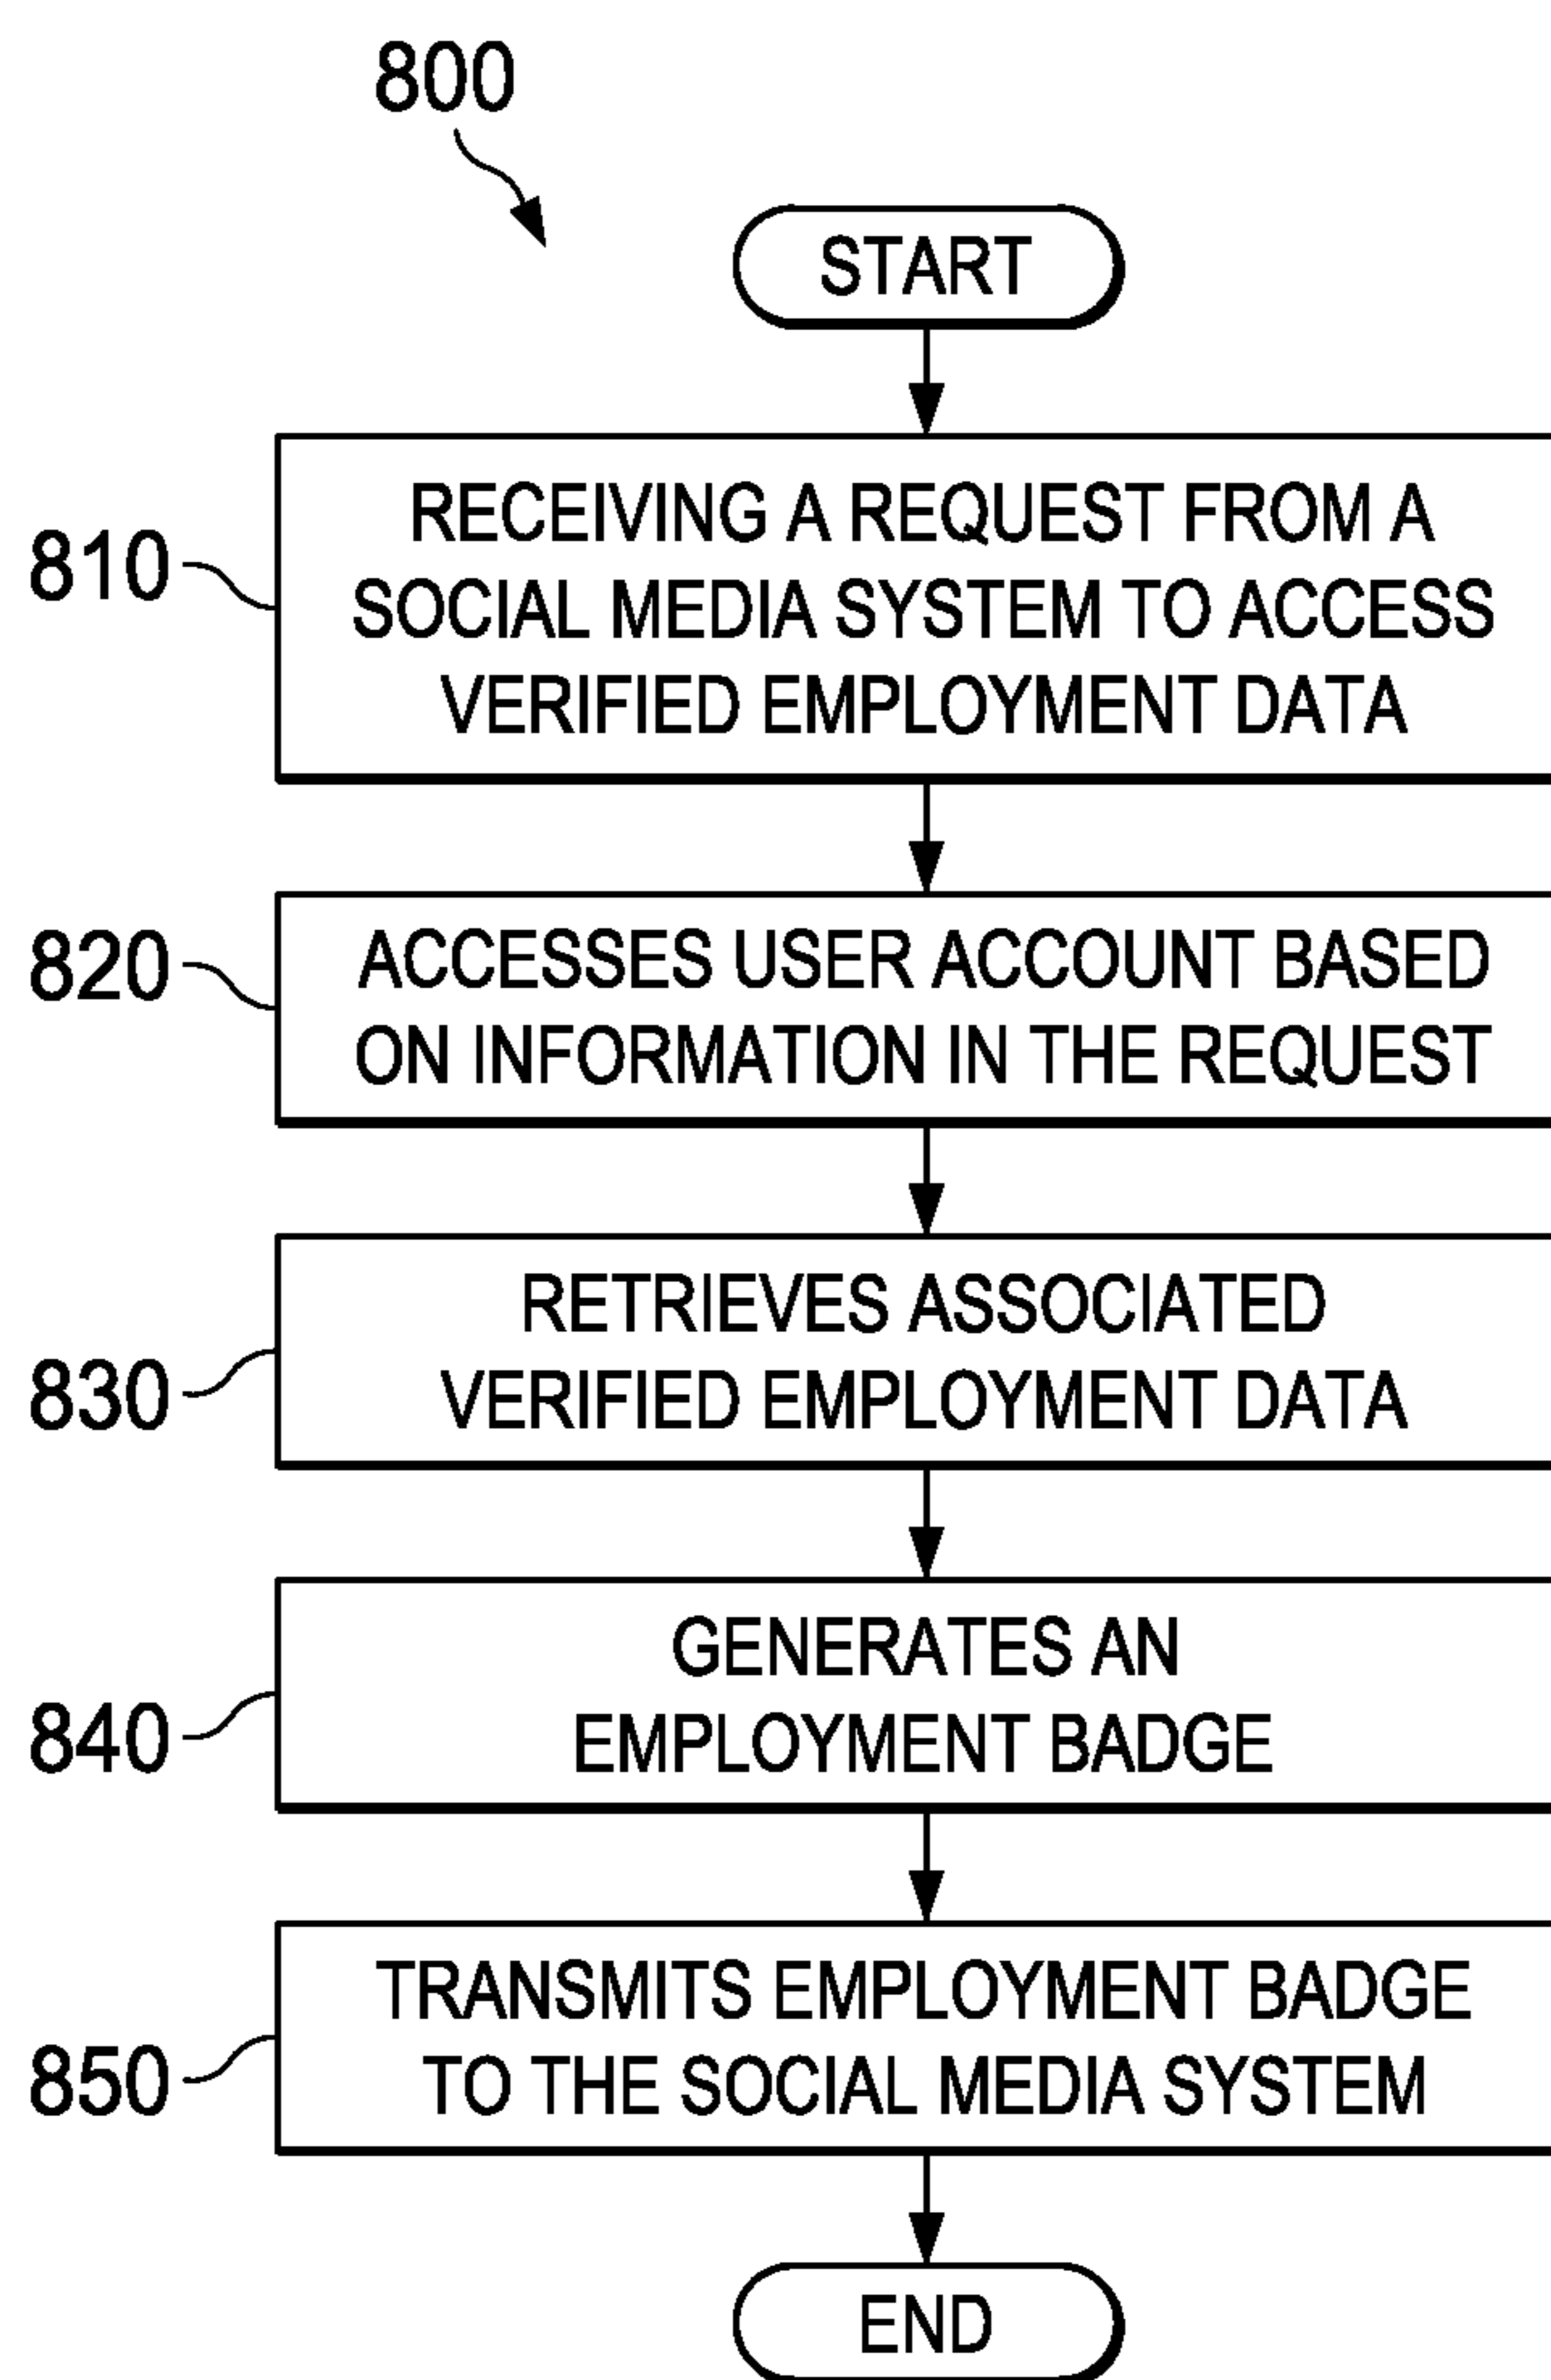 800
START
810
RECEIVING A REQUEST FROM A
SOCIAL MEDIA SYSTEM TO ACCESS
VERIFIED EMPLOYMENT DATA
820
ACCESSES USER ACCOUNT BASED
ON INFORMATION IN THE REQUEST
830
RETRIEVES ASSOCIATED
VERIFIED EMPLOYMENT DATA
840
GENERATES AN
EMPLOYMENT BADGE
850
TRANSMITS EMPLOYMENT BADGE
TO THE SOCIAL MEDIA SYSTEM
END